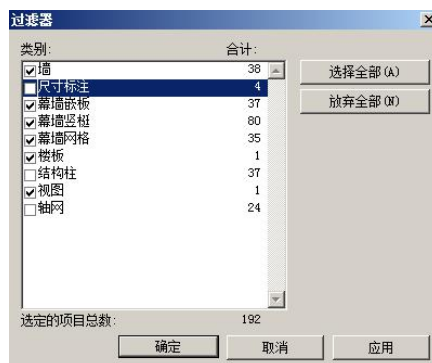 过滤器
类别: 合计:
墙 38
尺寸标注 4
幕墙嵌板 37
幕墙竖梃 80
幕墙网格 35
楼板 1
结构柱 37
视图 1
轴网 24
选择全部(A)
放弃全部(N)
选定的项目总数: 192
确定 取消 应用